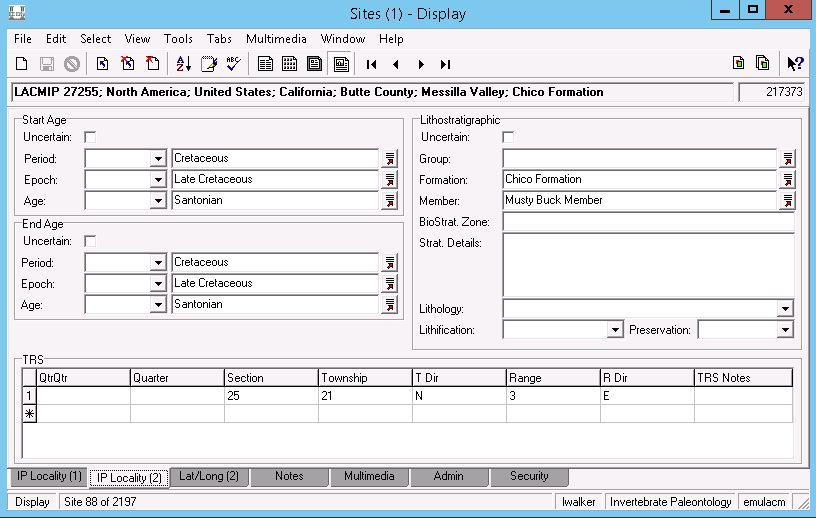 Sites (1) - Display
File Edit Select View Tools Tabs Multimedia Window Help
LACMIP 27255; North America; United States; California; Butte County; Messilla Valley; Chico Formation 217373
Start Age
Uncertain:
Period: Cretaceous
Epoch: Late Cretaceous
Age: Santonian
End Age
Uncertain:
Period: Cretaceous
Epoch: Late Cretaceous
Age: Santonian
Lithostratigraphic
Uncertain:
Group:
Formation: Chico Formation
Member: Musty Buck Member
BioStrat. Zone:
Strat. Details:
Lithology:
Lithification: Preservation:
TRS
QtrQtr Quarter Section Township T Dir Range R Dir TRS Notes
1 25 21 N 3 E
IP Locality (1) IP Locality (2) Lat/Long (2) Notes Multimedia Admin Security
Display Site 88 of 2197 lwalker Invertebrate Paleontology emulacm